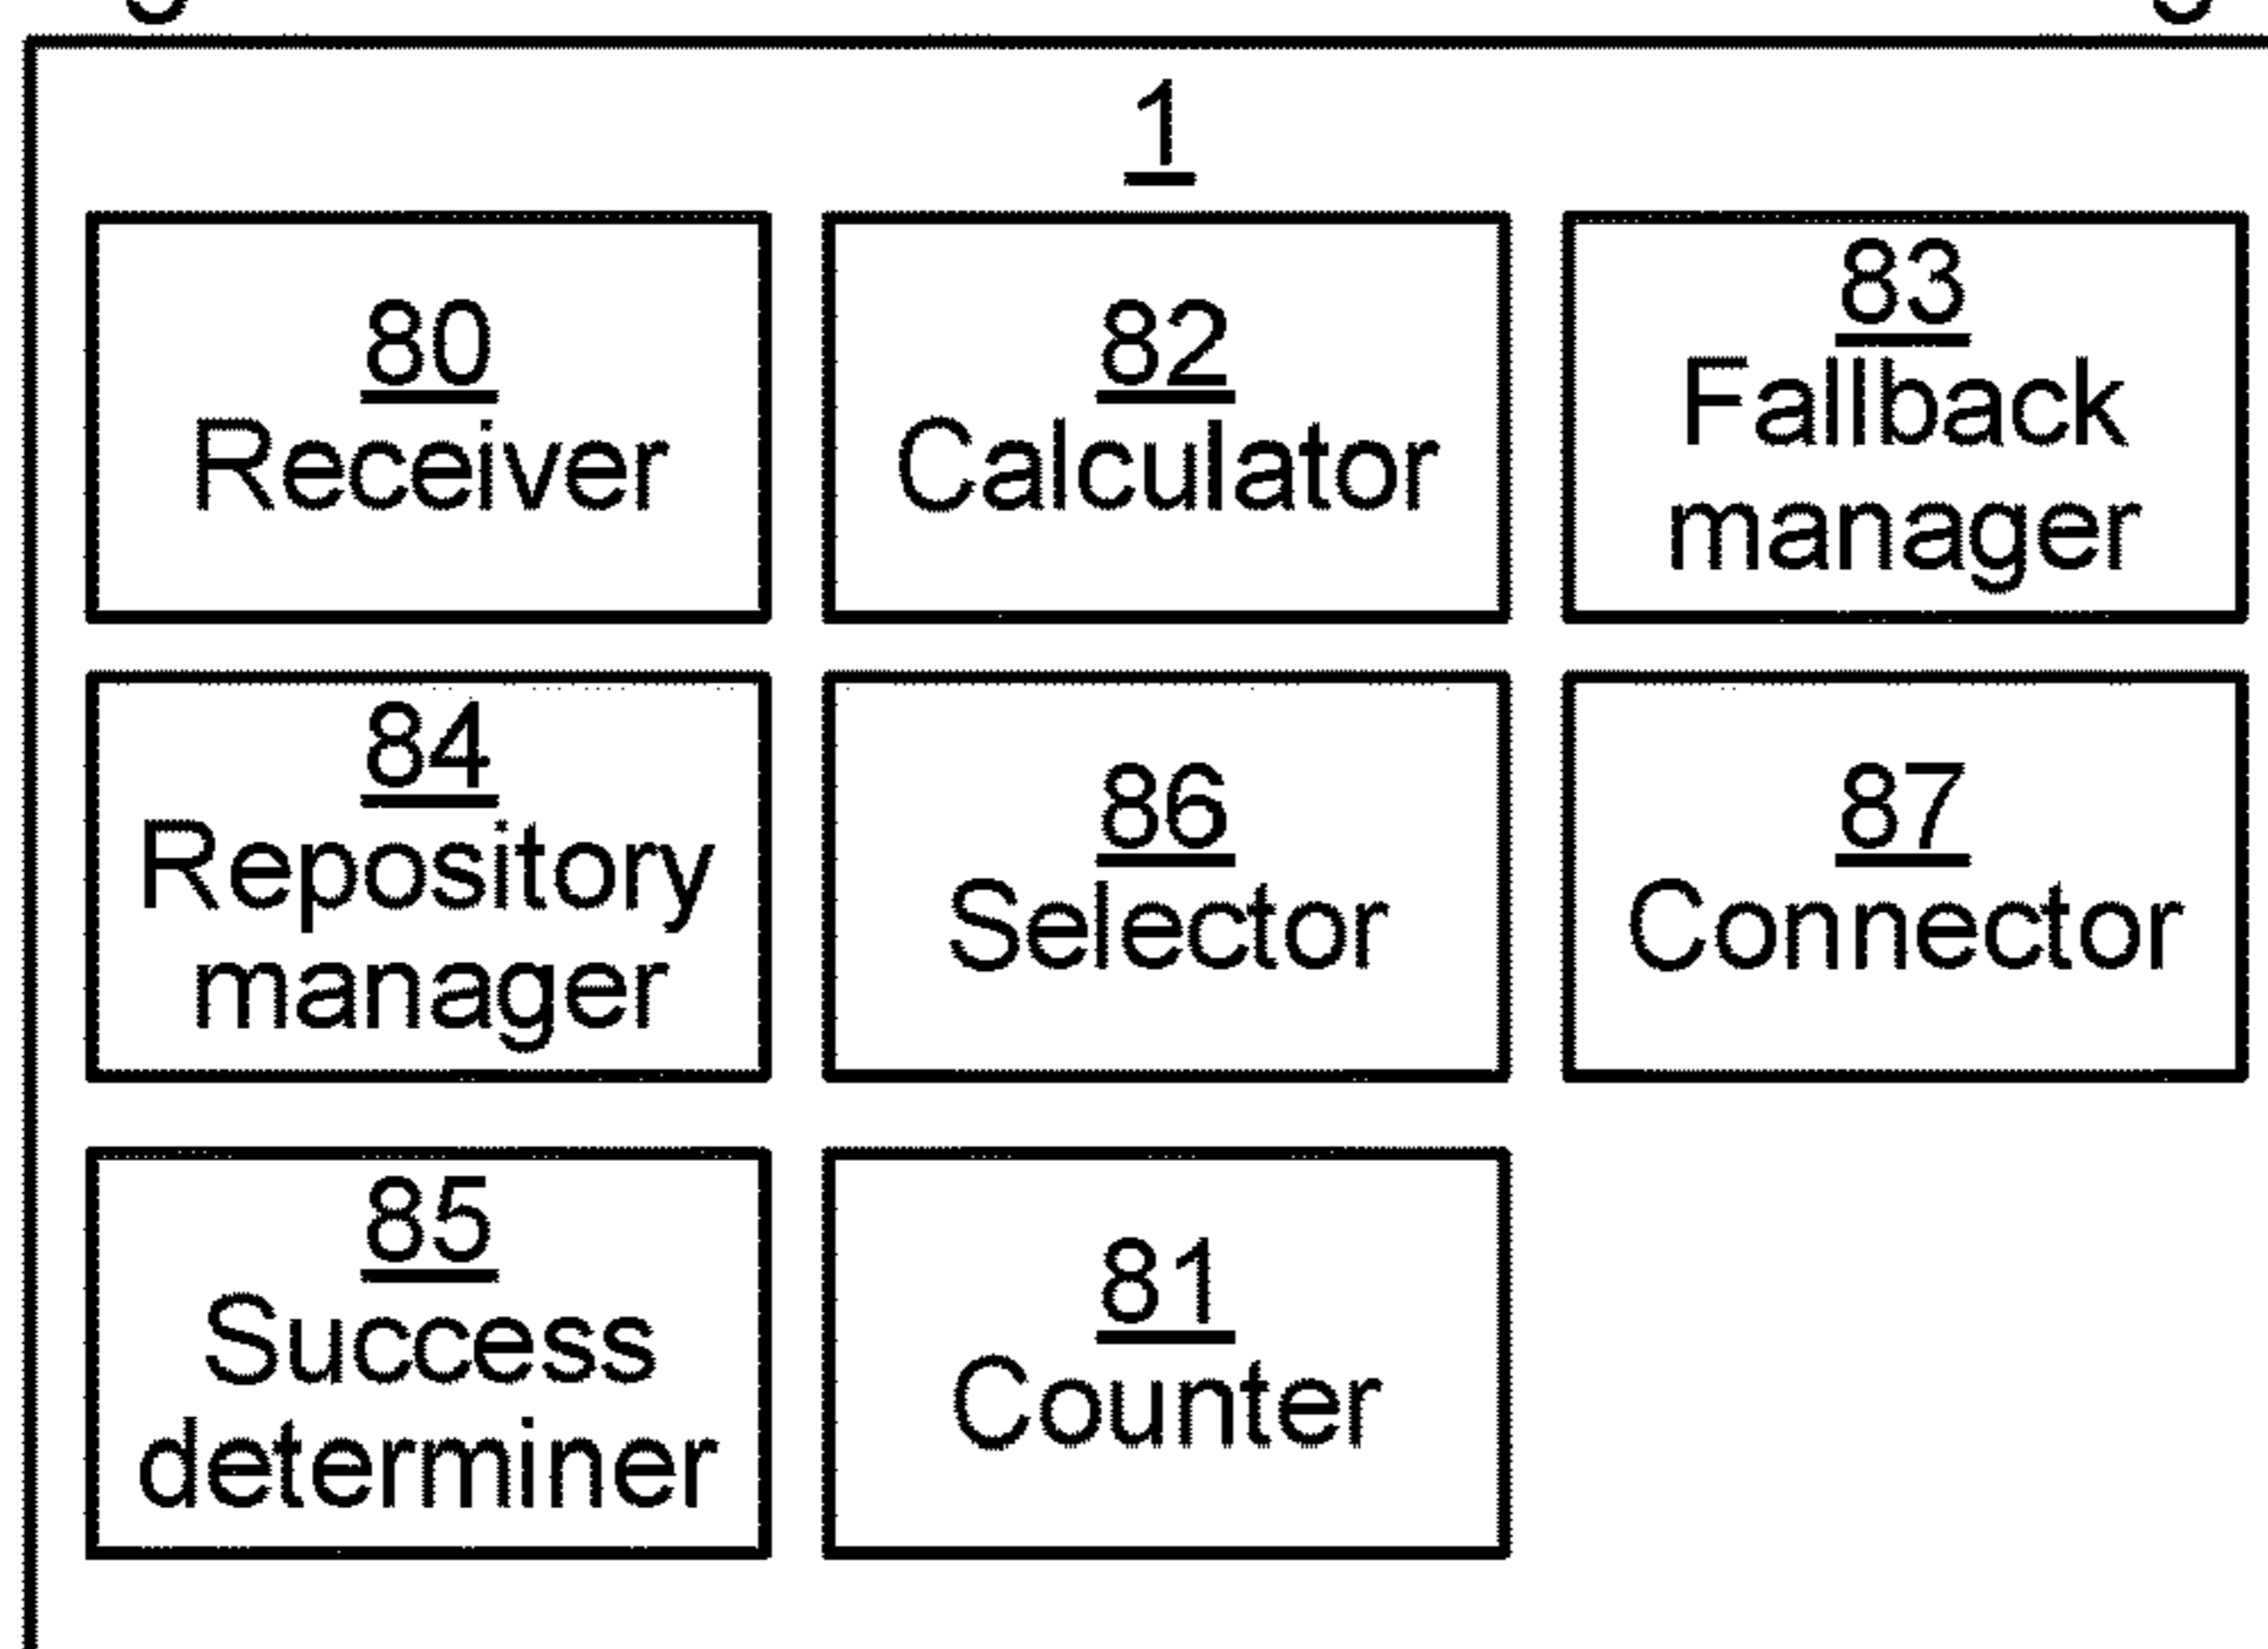 1
80
Receiver
82
Calculator
83
Fallback
manager
84
Repository
manager
86
Selector
87
Connector
85
Success
determiner
81
Counter